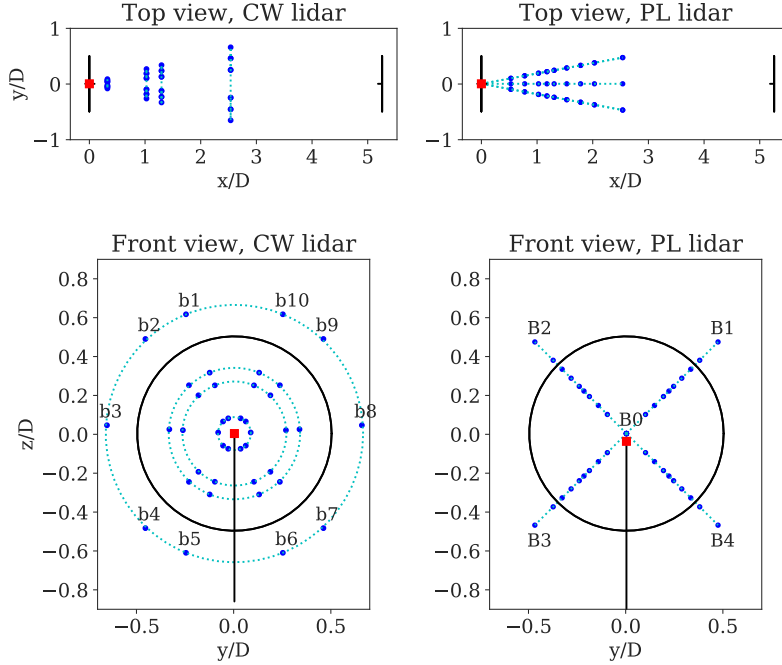 Top view, CW lidar
Top view, PL lidar
1
0
−1
y/D
0 1 2 3 4 5
x/D
1
0
−1
0 1 2 3 4 5
x/D
Front view, CW lidar
Front view, PL lidar
0.8
0.6
0.4
0.2
0.0
−0.2
−0.4
−0.6
−0.8
z/D
b1 b10
b2 b9
b3 b8
b4 b7
b5 b6
−0.5 0.0 0.5
y/D
0.8
0.6
0.4
0.2
0.0
−0.2
−0.4
−0.6
−0.8
B2 B1
B0
B3 B4
−0.5 0.0 0.5
y/D